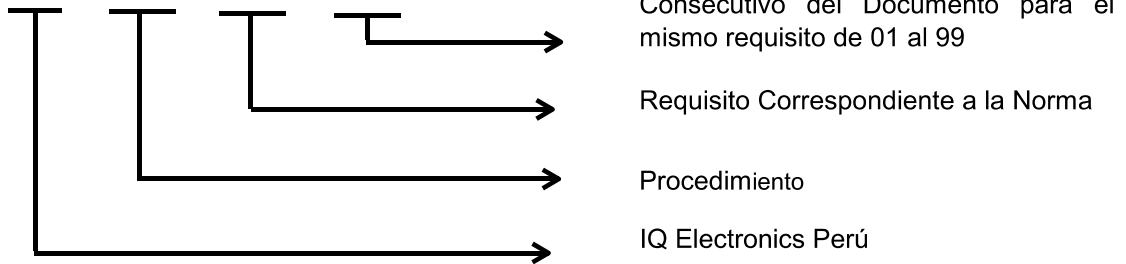 Consecutivo del Documento para el
mismo requisito de 01 al 99
Requisito Correspondiente a la Norma
Procedimiento
IQ Electronics Perú